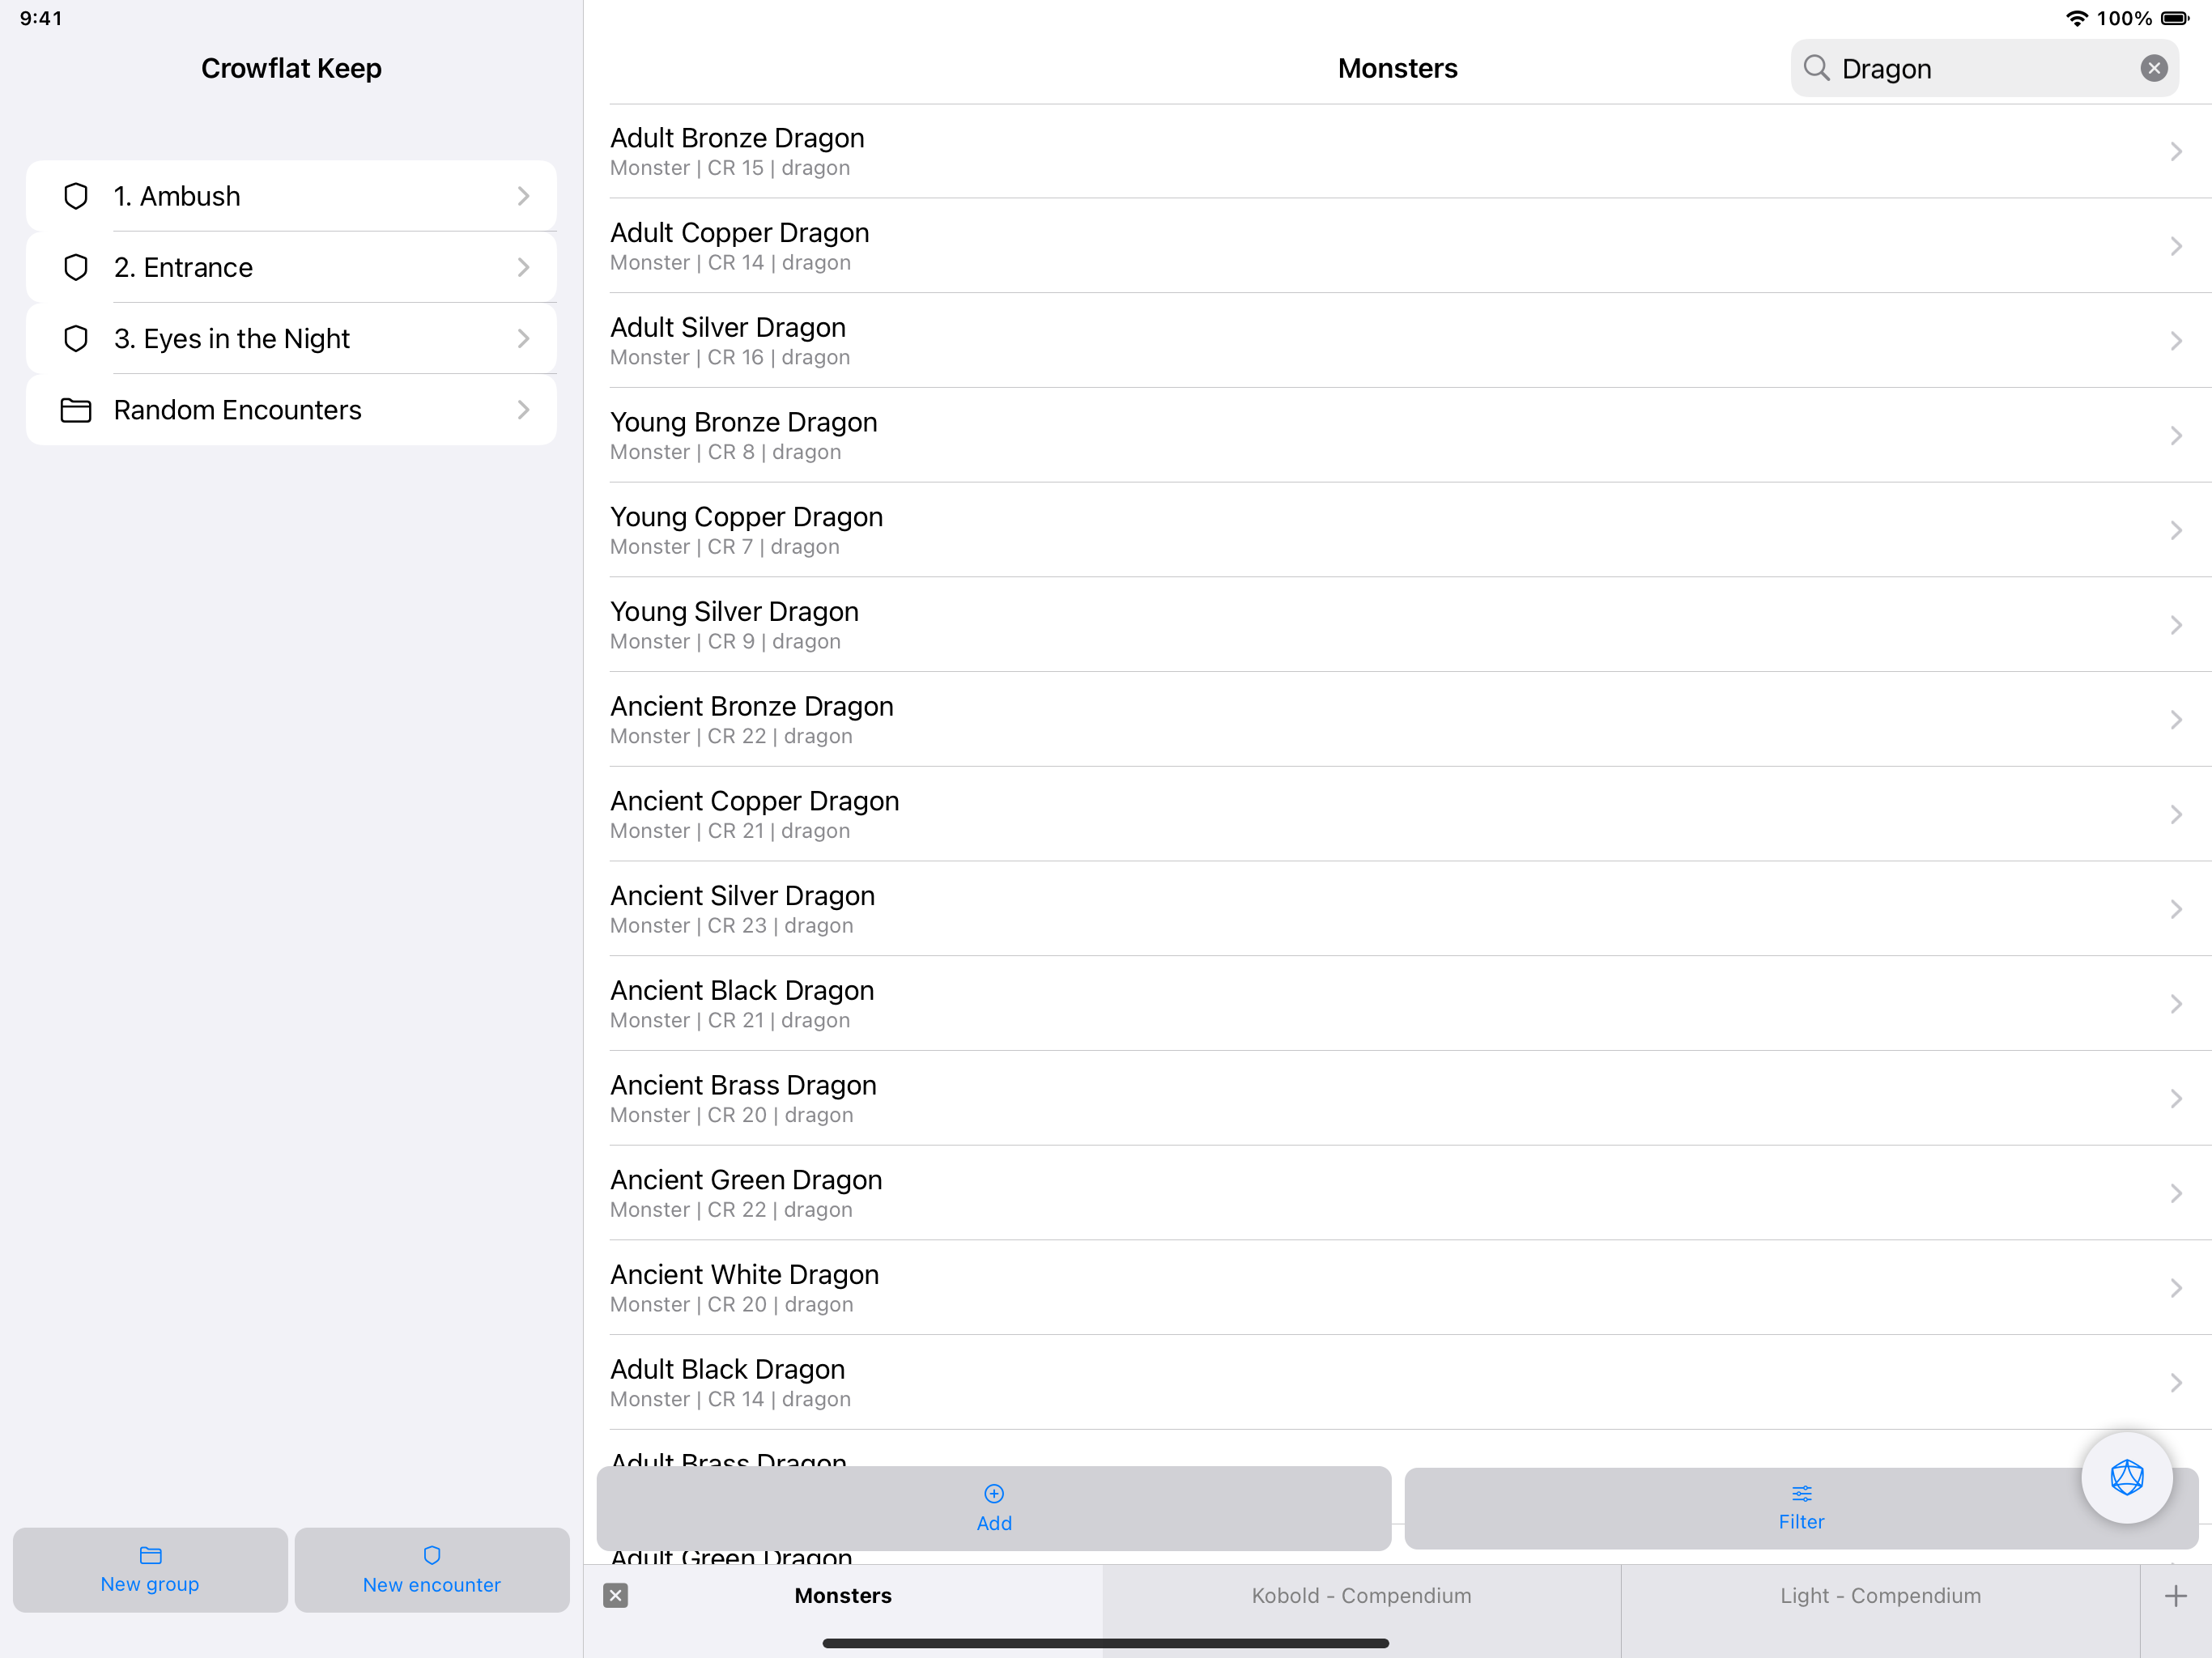 9:41
100%
Crowflat Keep
Monsters
Dragon
1. Ambush
2. Entrance
3. Eyes in the Night
Random Encounters
New group
New encounter
Adult Bronze Dragon
Monster | CR 15 | dragon
Adult Copper Dragon
Monster | CR 14 | dragon
Adult Silver Dragon
Monster | CR 16 | dragon
Young Bronze Dragon
Monster | CR 8 | dragon
Young Copper Dragon
Monster | CR 7 | dragon
Young Silver Dragon
Monster | CR 9 | dragon
Ancient Bronze Dragon
Monster | CR 22 | dragon
Ancient Copper Dragon
Monster | CR 21 | dragon
Ancient Silver Dragon
Monster | CR 23 | dragon
Ancient Black Dragon
Monster | CR 21 | dragon
Ancient Brass Dragon
Monster | CR 20 | dragon
Ancient Green Dragon
Monster | CR 22 | dragon
Ancient White Dragon
Monster | CR 20 | dragon
Adult Black Dragon
Monster | CR 14 | dragon
Adult Brass Dragon
Add
Filter
Adult Green Dragon
Monsters
Kobold - Compendium
Light - Compendium